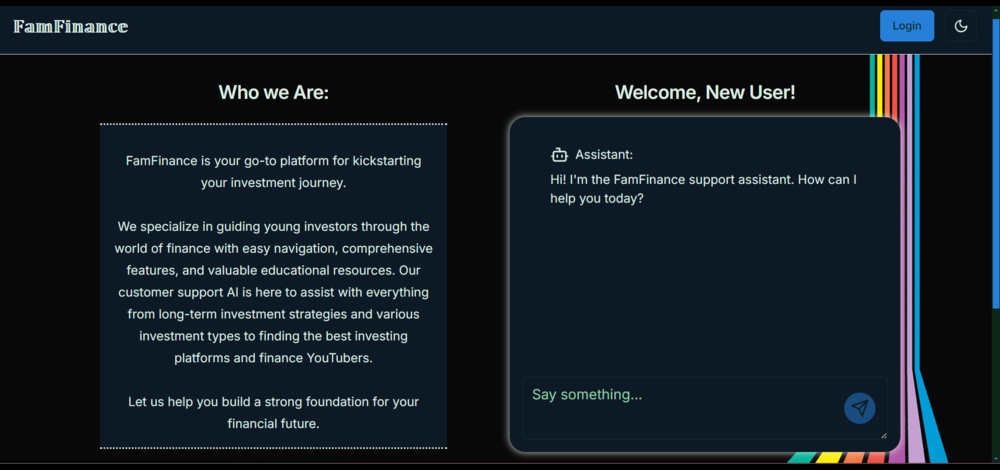 FamFinance
Login
Who we Are:
FamFinance is your go-to platform for kickstarting
your investment journey.
We specialize in guiding young investors through the
world of finance with easy navigation, comprehensive
features, and valuable educational resources. Our
customer support AI is here to assist with everything
from long-term investment strategies and various
investment types to finding the best investing
platforms and finance YouTubers.
Let us help you build a strong foundation for your
financial future.
Welcome, New User!
Assistant:
Hi! I'm the FamFinance support assistant. How can I
help you today?
Say something...